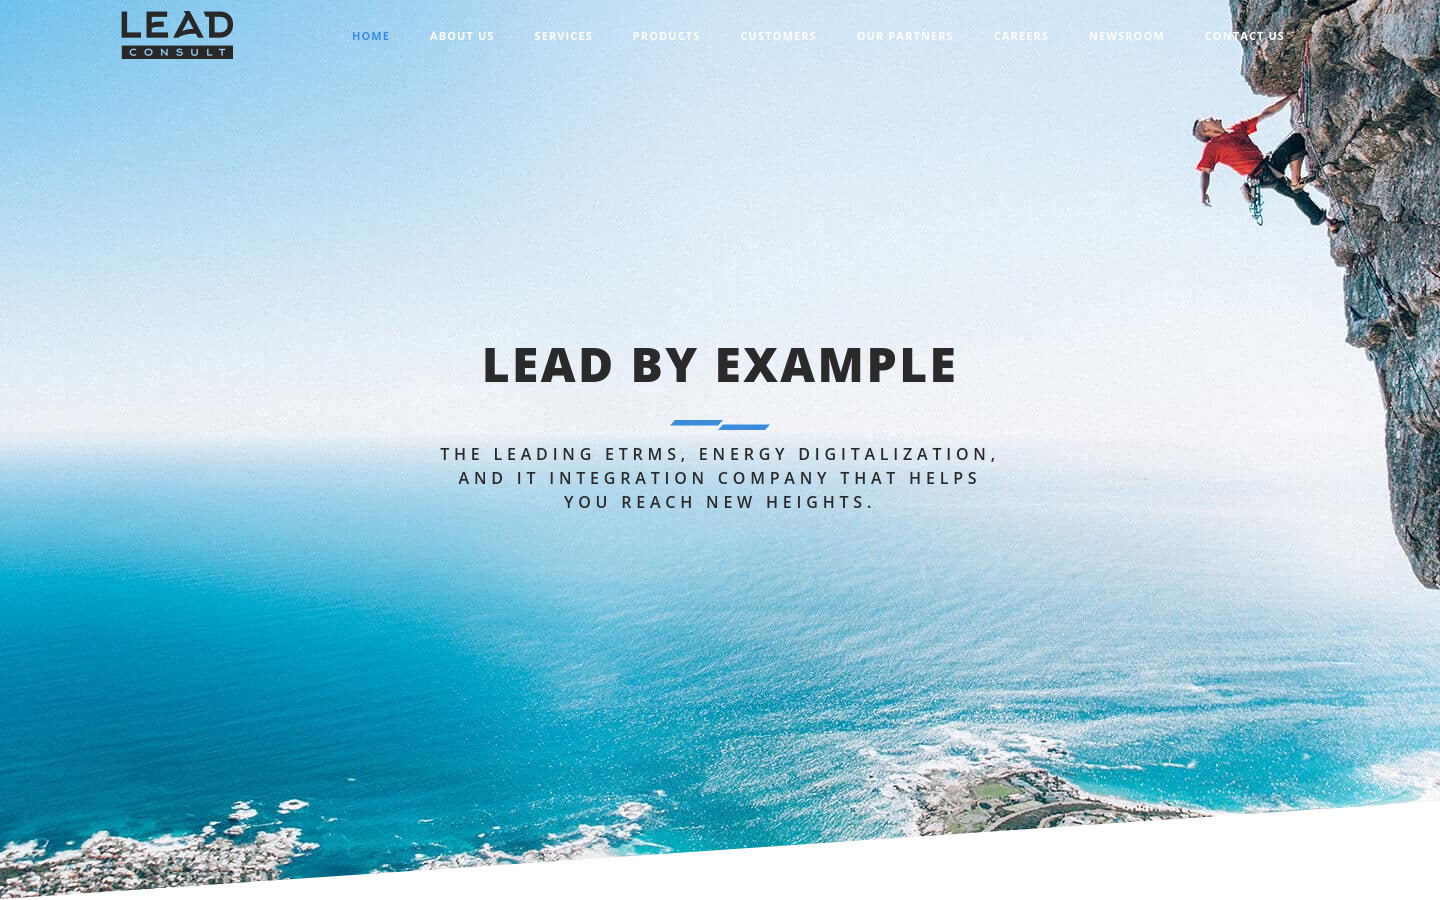 LEAD
CONSULT
HOME ABOUT US SERVICES PRODUCTS CUSTOMERS OUR PARTNERS CAREERS NEWSROOM CONTACT US
LEAD BY EXAMPLE
THE LEADING ETRMS, ENERGY DIGITALIZATION,
AND IT INTEGRATION COMPANY THAT HELPS
YOU REACH NEW HEIGHTS.